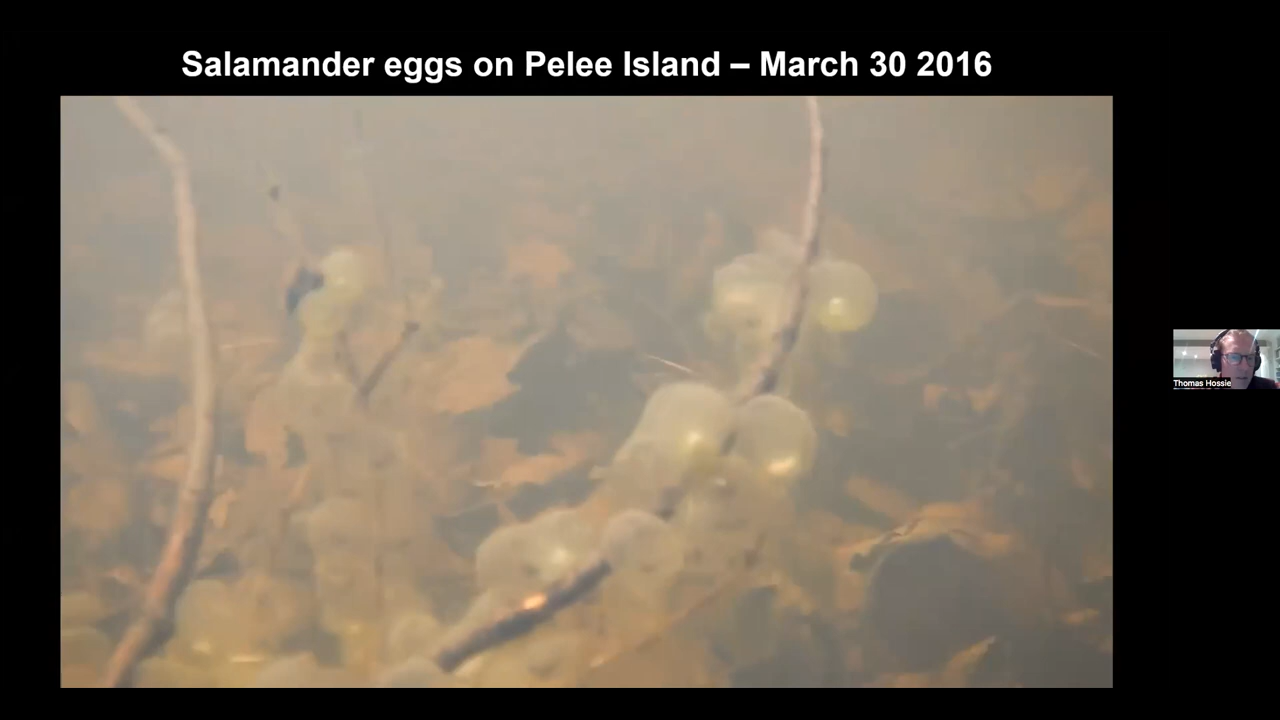 Salamander eggs on Pelee Island – March 30 2016
Thomas Hossie